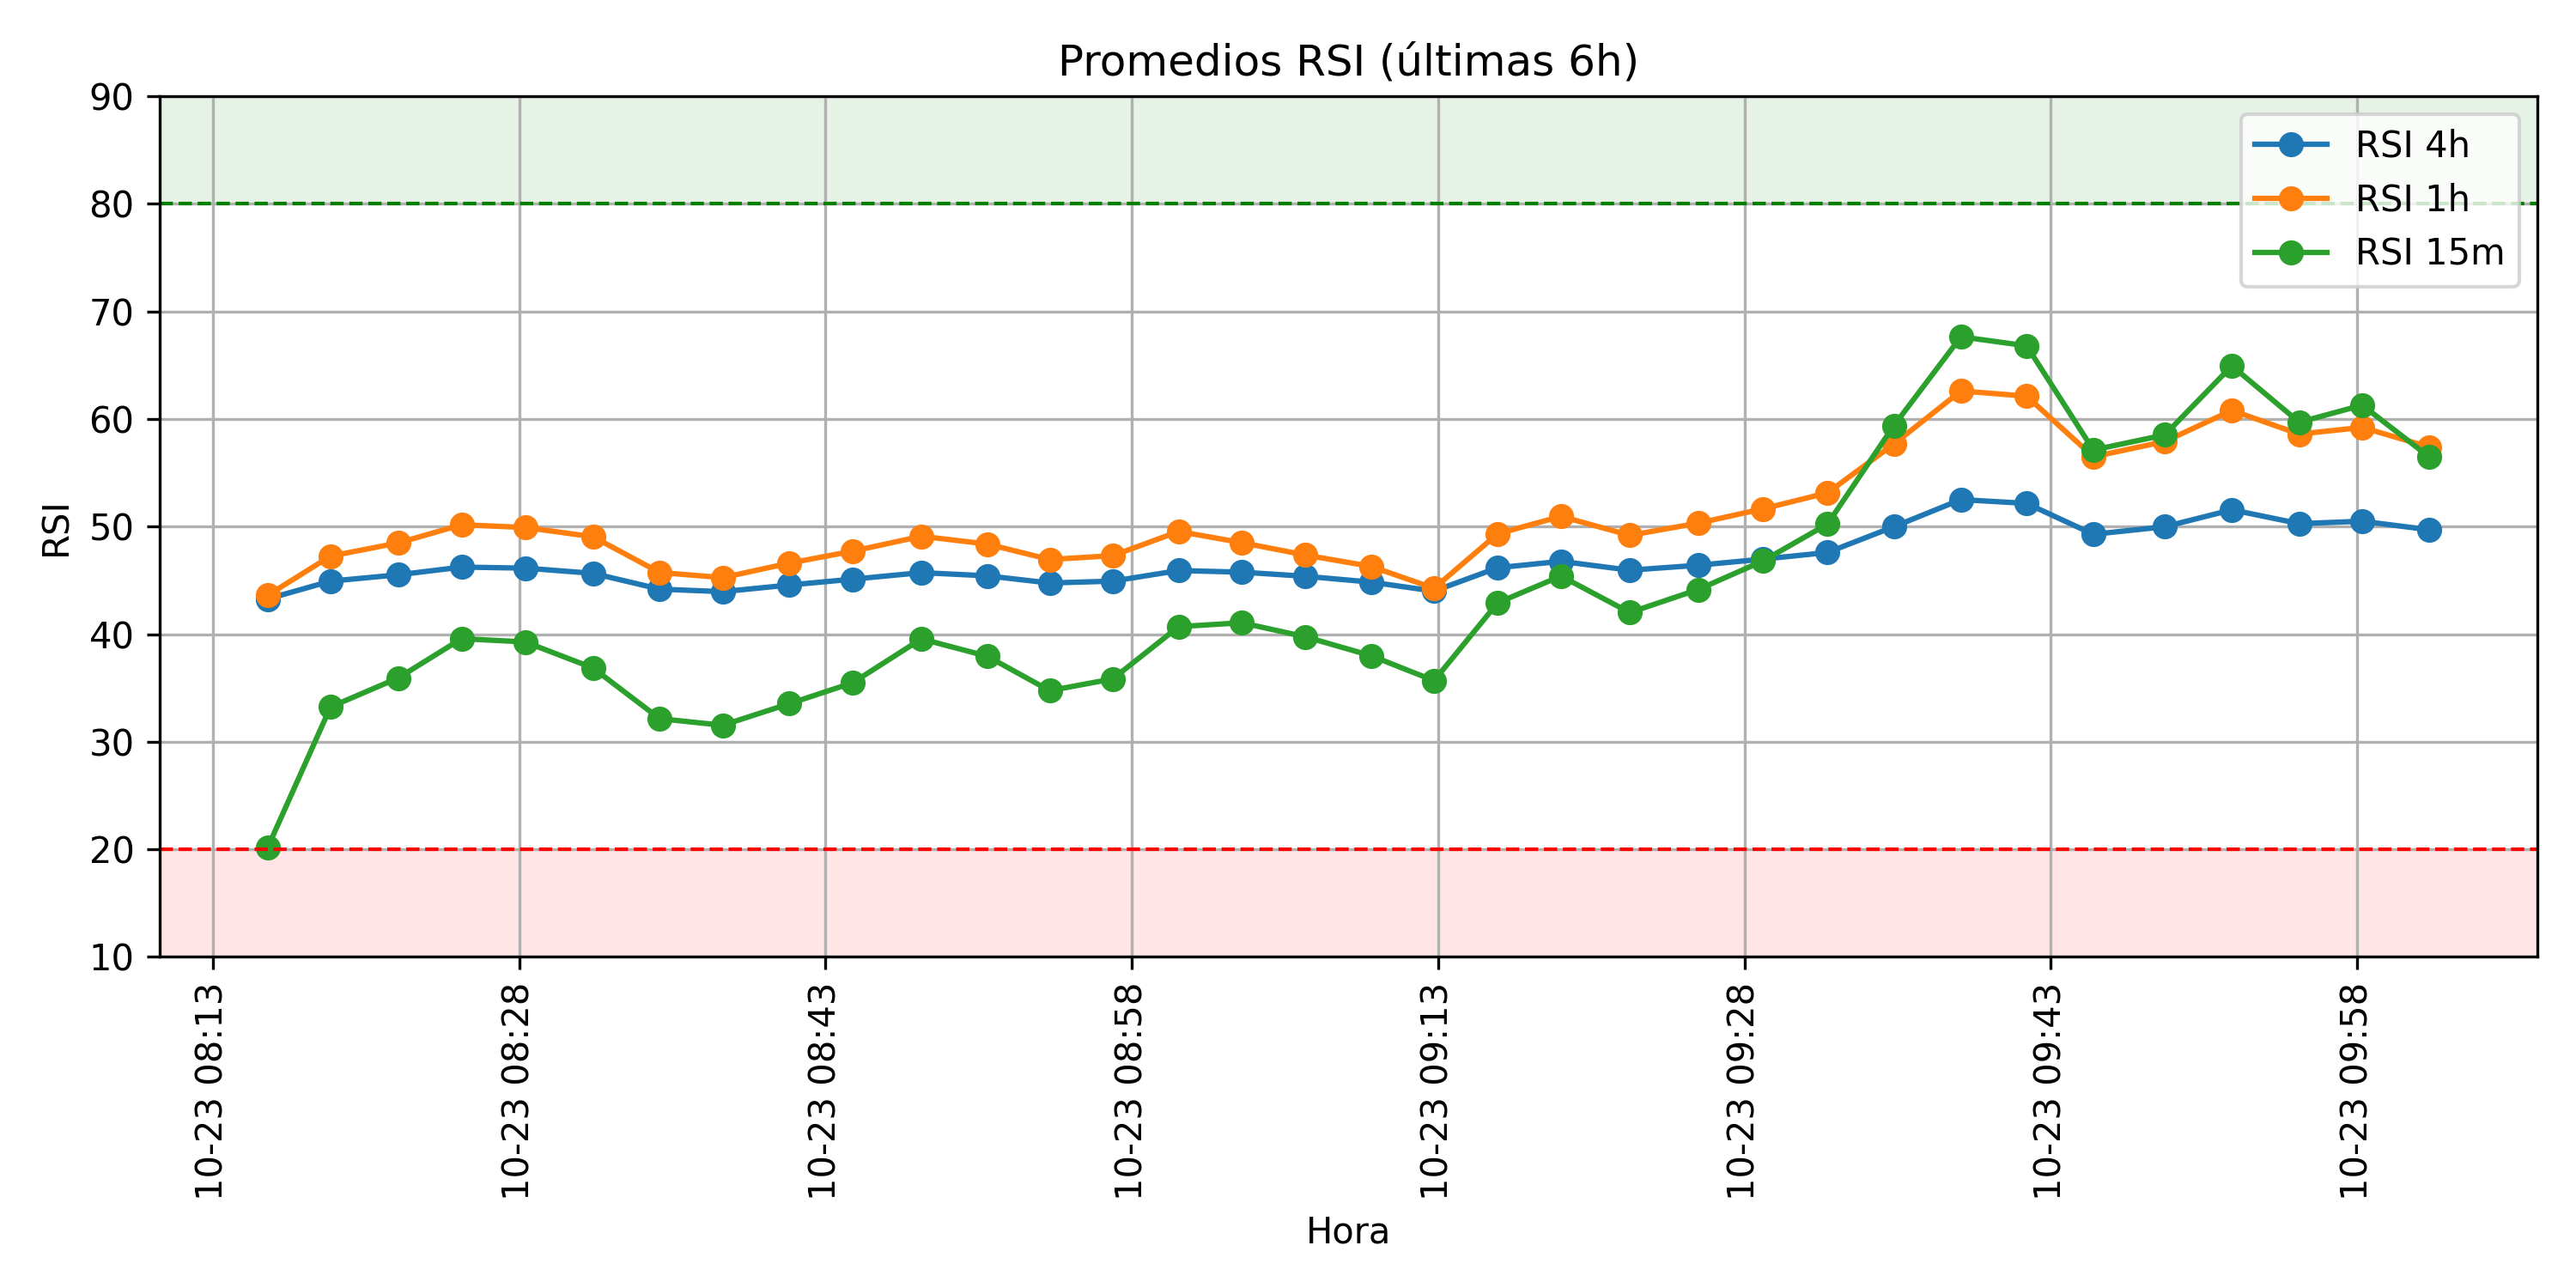 Promedios RSI (últimas 6h)
RSI 4h
RSI 1h
RSI 15m
RSI
90
80
70
60
50
40
30
20
10
10-23 08:13
10-23 08:28
10-23 08:43
10-23 08:58
10-23 09:13
10-23 09:28
10-23 09:43
10-23 09:58
Hora